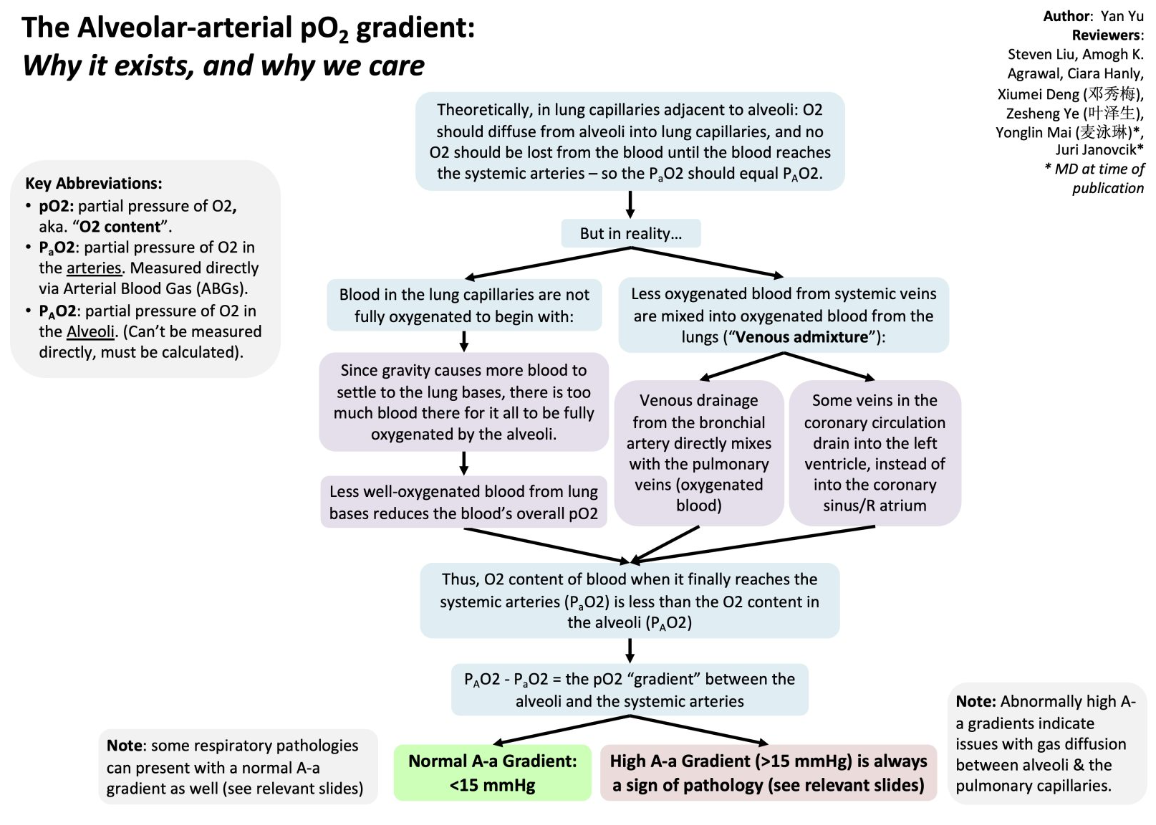 The Alveolar-arterial pO2 gradient:
Why it exists, and why we care
Author: Yan Yu
Reviewers:
Steven Liu, Amogh K.
Agrawal, Ciara Hanly,
Xiumei Deng (邓秀梅),
Zesheng Ye (叶泽生),
Yonglin Mai (麦泳琳)*,
Juri Janovcik*
* MD at time of
publication
Key Abbreviations:
• pO2: partial pressure of O2,
aka. “O2 content”.
• PaO2: partial pressure of O2 in
the arteries. Measured directly
via Arterial Blood Gas (ABGs).
• PAO2: partial pressure of O2 in
the Alveoli. (Can’t be measured
directly, must be calculated).
Theoretically, in lung capillaries adjacent to alveoli: O2
should diffuse from alveoli into lung capillaries, and no
O2 should be lost from the blood until the blood reaches
the systemic arteries – so the PaO2 should equal PAO2.
But in reality…
Blood in the lung capillaries are not
fully oxygenated to begin with:
Less oxygenated blood from systemic veins
are mixed into oxygenated blood from the
lungs (“Venous admixture”):
Since gravity causes more blood to
settle to the lung bases, there is too
much blood there for it all to be fully
oxygenated by the alveoli.
Venous drainage
from the bronchial
artery directly mixes
with the pulmonary
veins (oxygenated
blood)
Some veins in the
coronary circulation
drain into the left
ventricle, instead of
into the coronary
sinus/R atrium
Less well-oxygenated blood from lung
bases reduces the blood’s overall pO2
Thus, O2 content of blood when it finally reaches the
systemic arteries (PaO2) is less than the O2 content in
the alveoli (PAO2)
PAO2 - PaO2 = the pO2 “gradient” between the
alveoli and the systemic arteries
Note: some respiratory pathologies
can present with a normal A-a
gradient as well (see relevant slides)
Normal A-a Gradient:
<15 mmHg
High A-a Gradient (>15 mmHg) is always
a sign of pathology (see relevant slides)
Note: Abnormally high A-
a gradients indicate
issues with gas diffusion
between alveoli & the
pulmonary capillaries.